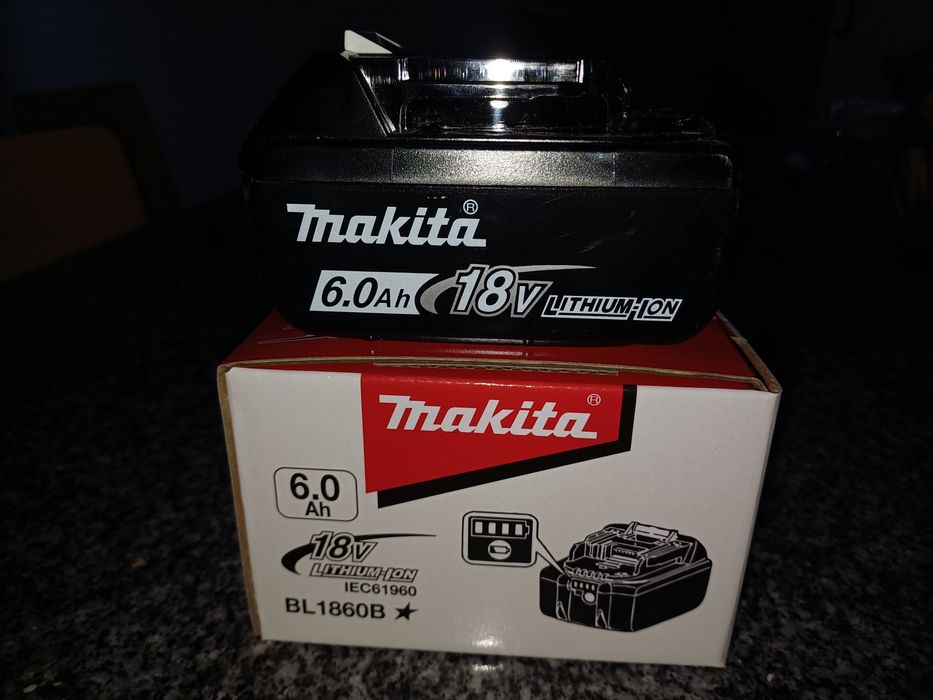 makita®
6.0Ah 18V LITHIUM-ION
makita®
6.0
Ah
18V
LITHIUM-ION
IEC61960
BL1860B ★